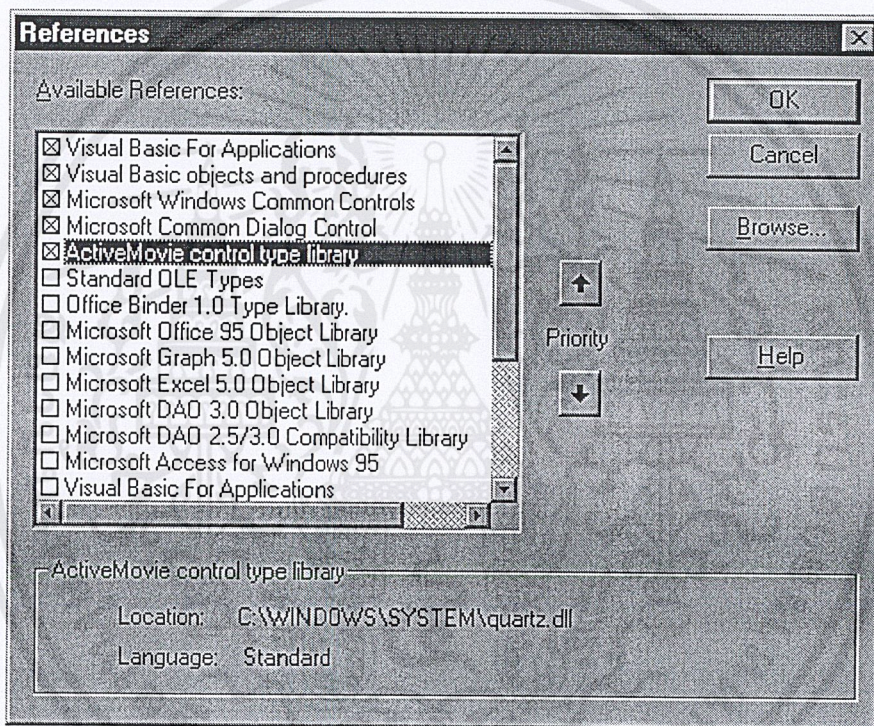 References
Available References:
OK
Visual Basic For Applications
Cancel
Visual Basic objects and procedures
Microsoft Windows Common Controls
Microsoft Common Dialog Control
Browse...
ActiveMovie control type library
Standard OLE Types
Office Binder 1.0 Type Library.
Microsoft Office 95 Object Library
Priority
Microsoft Graph 5.0 Object Library
Help
Microsoft Excel 5.0 Object Library
Microsoft DAO 3.0 Object Library
Microsoft DAO 2.5/3.0 Compatibility Library
Microsoft Access for Windows 95
Visual Basic For Applications
ActiveMovie control type library
Location: C:\WINDOWS\SYSTEM\quartz.dll
Language: Standard